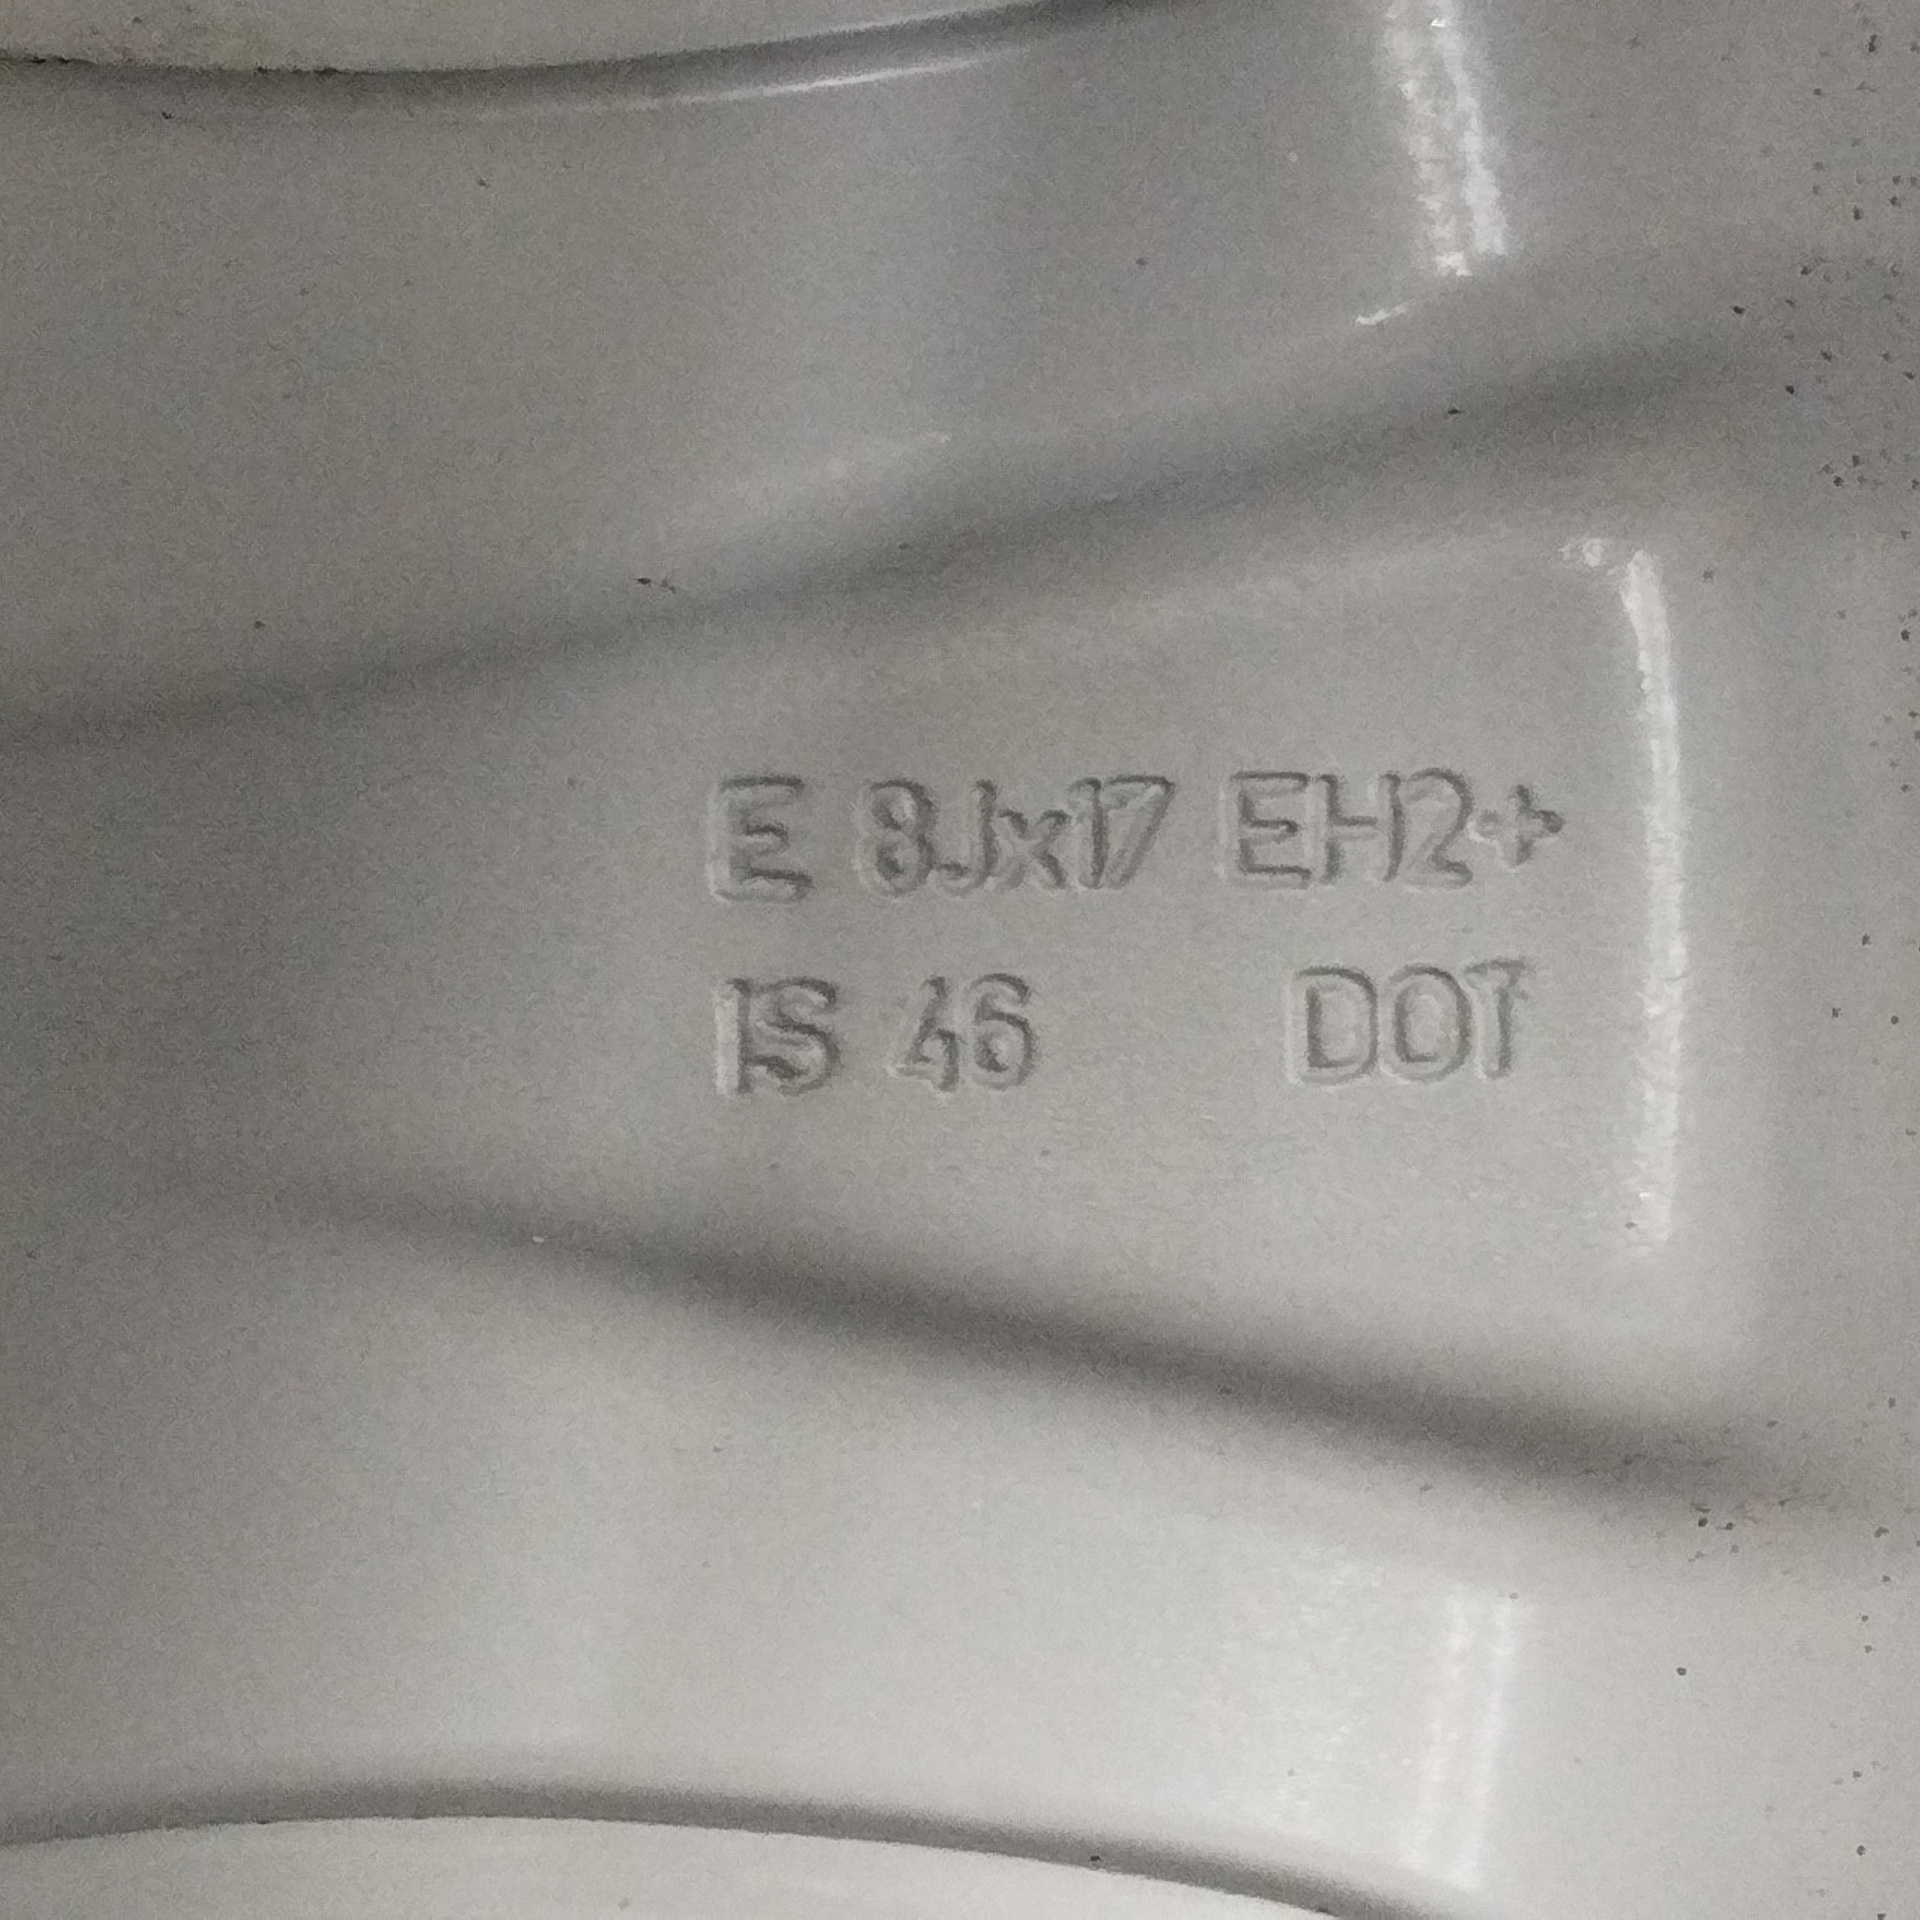 E 8Jx17 EH2+
IS 46 DOT